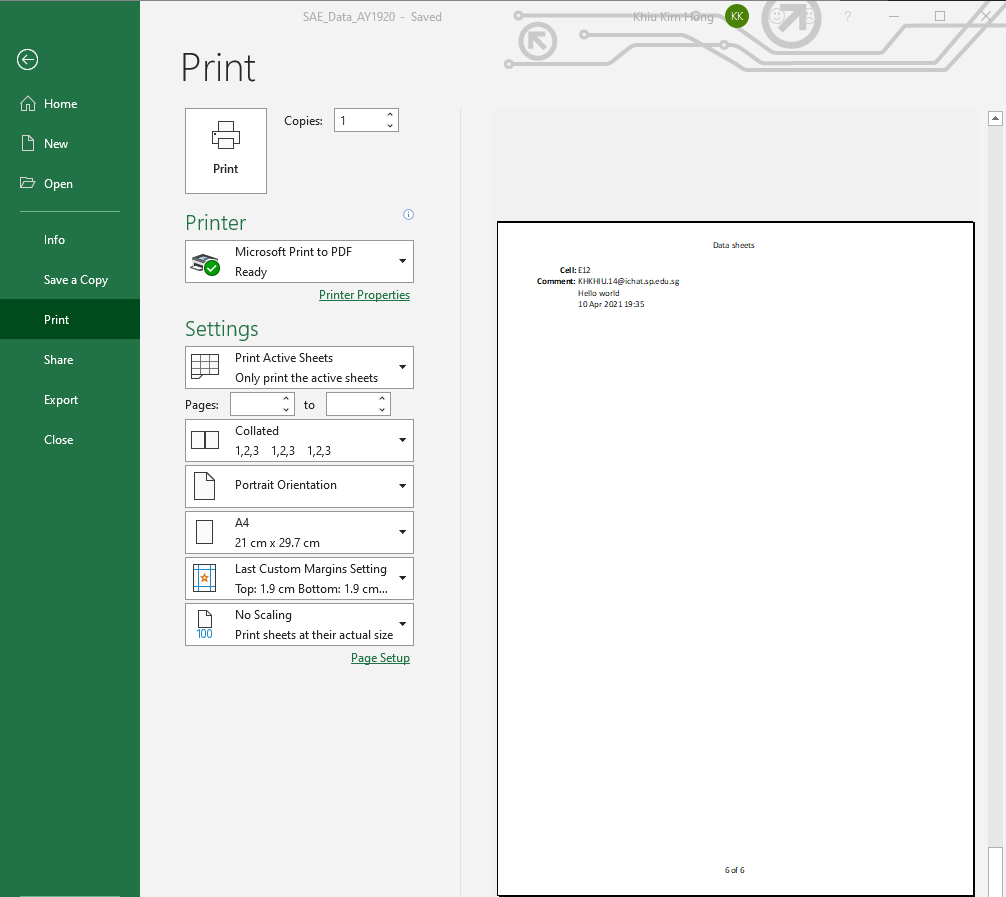 SAE_Data_AY1920 - Saved
Khiu Kim Hong
KK
?
Home
New
Open
Info
Save a Copy
Print
Share
Export
Close
Print
Print
Copies: 1
Printer
Microsoft Print to PDF
Ready
Printer Properties
Settings
Print Active Sheets
Only print the active sheets
Pages: to
Collated
1,2,3 1,2,3 1,2,3
Portrait Orientation
A4
21 cm x 29.7 cm
Last Custom Margins Setting
Top: 1.9 cm Bottom: 1.9 cm...
No Scaling
100
Print sheets at their actual size
Page Setup
Data sheets
Cell: E12
Comment: KHKHIU.14@ichat.sp.edu.sg
Hello world
10 Apr 2021 19:35
6 of 6